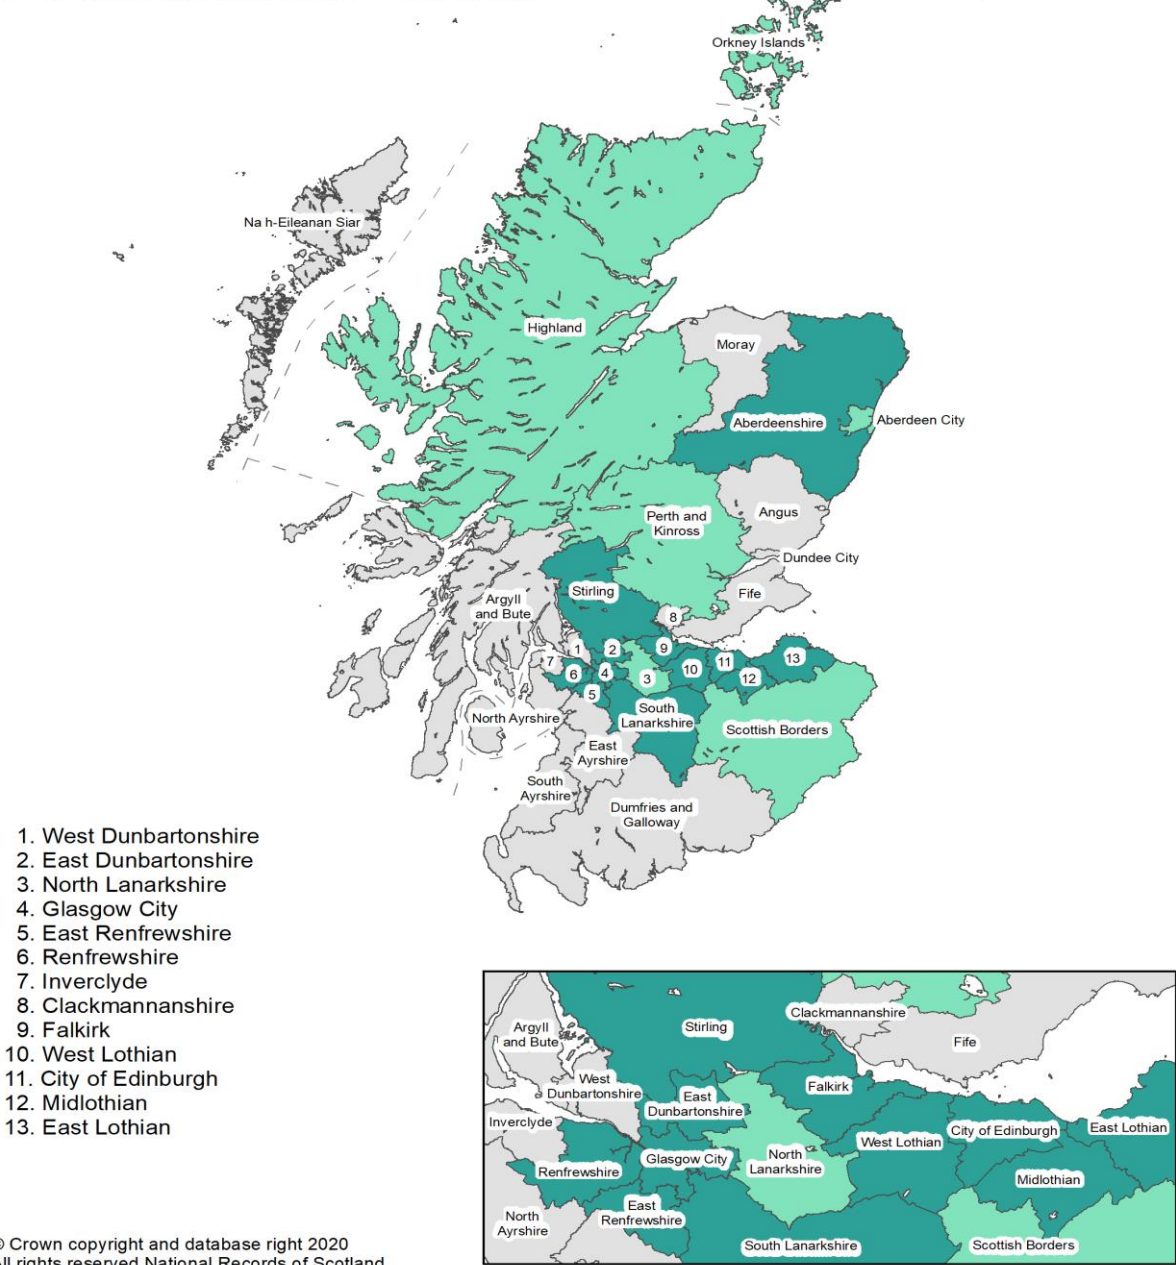 Orkney Islands
Na h-Eileanan Siar
Highland
Moray
Aberdeenshire
Aberdeen City
Perth and
Kinross
Angus
Dundee City
Stirling
Fife
Argyll
and Bute
8
1
2
9
7
6
4
3
10
11
12
13
5
North Ayrshire
South
Lanarkshire
Scottish Borders
East
Ayrshire
South
Ayrshire
Dumfries and
Galloway
1. West Dunbartonshire
2. East Dunbartonshire
3. North Lanarkshire
4. Glasgow City
5. East Renfrewshire
6. Renfrewshire
7. Inverclyde
8. Clackmannanshire
9. Falkirk
10. West Lothian
11. City of Edinburgh
12. Midlothian
13. East Lothian
Argyll
and Bute
Stirling
Clackmannanshire
Fife
West
Dunbartonshire
East
Dunbartonshire
Falkirk
Inverclyde
City of Edinburgh
East Lothian
West Lothian
Renfrewshire
Glasgow City
North
Lanarkshire
Midlothian
North
Ayrshire
East
Renfrewshire
South Lanarkshire
Scottish Borders
© Crown copyright and database right 2020
All rights reserved National Records of Scotland